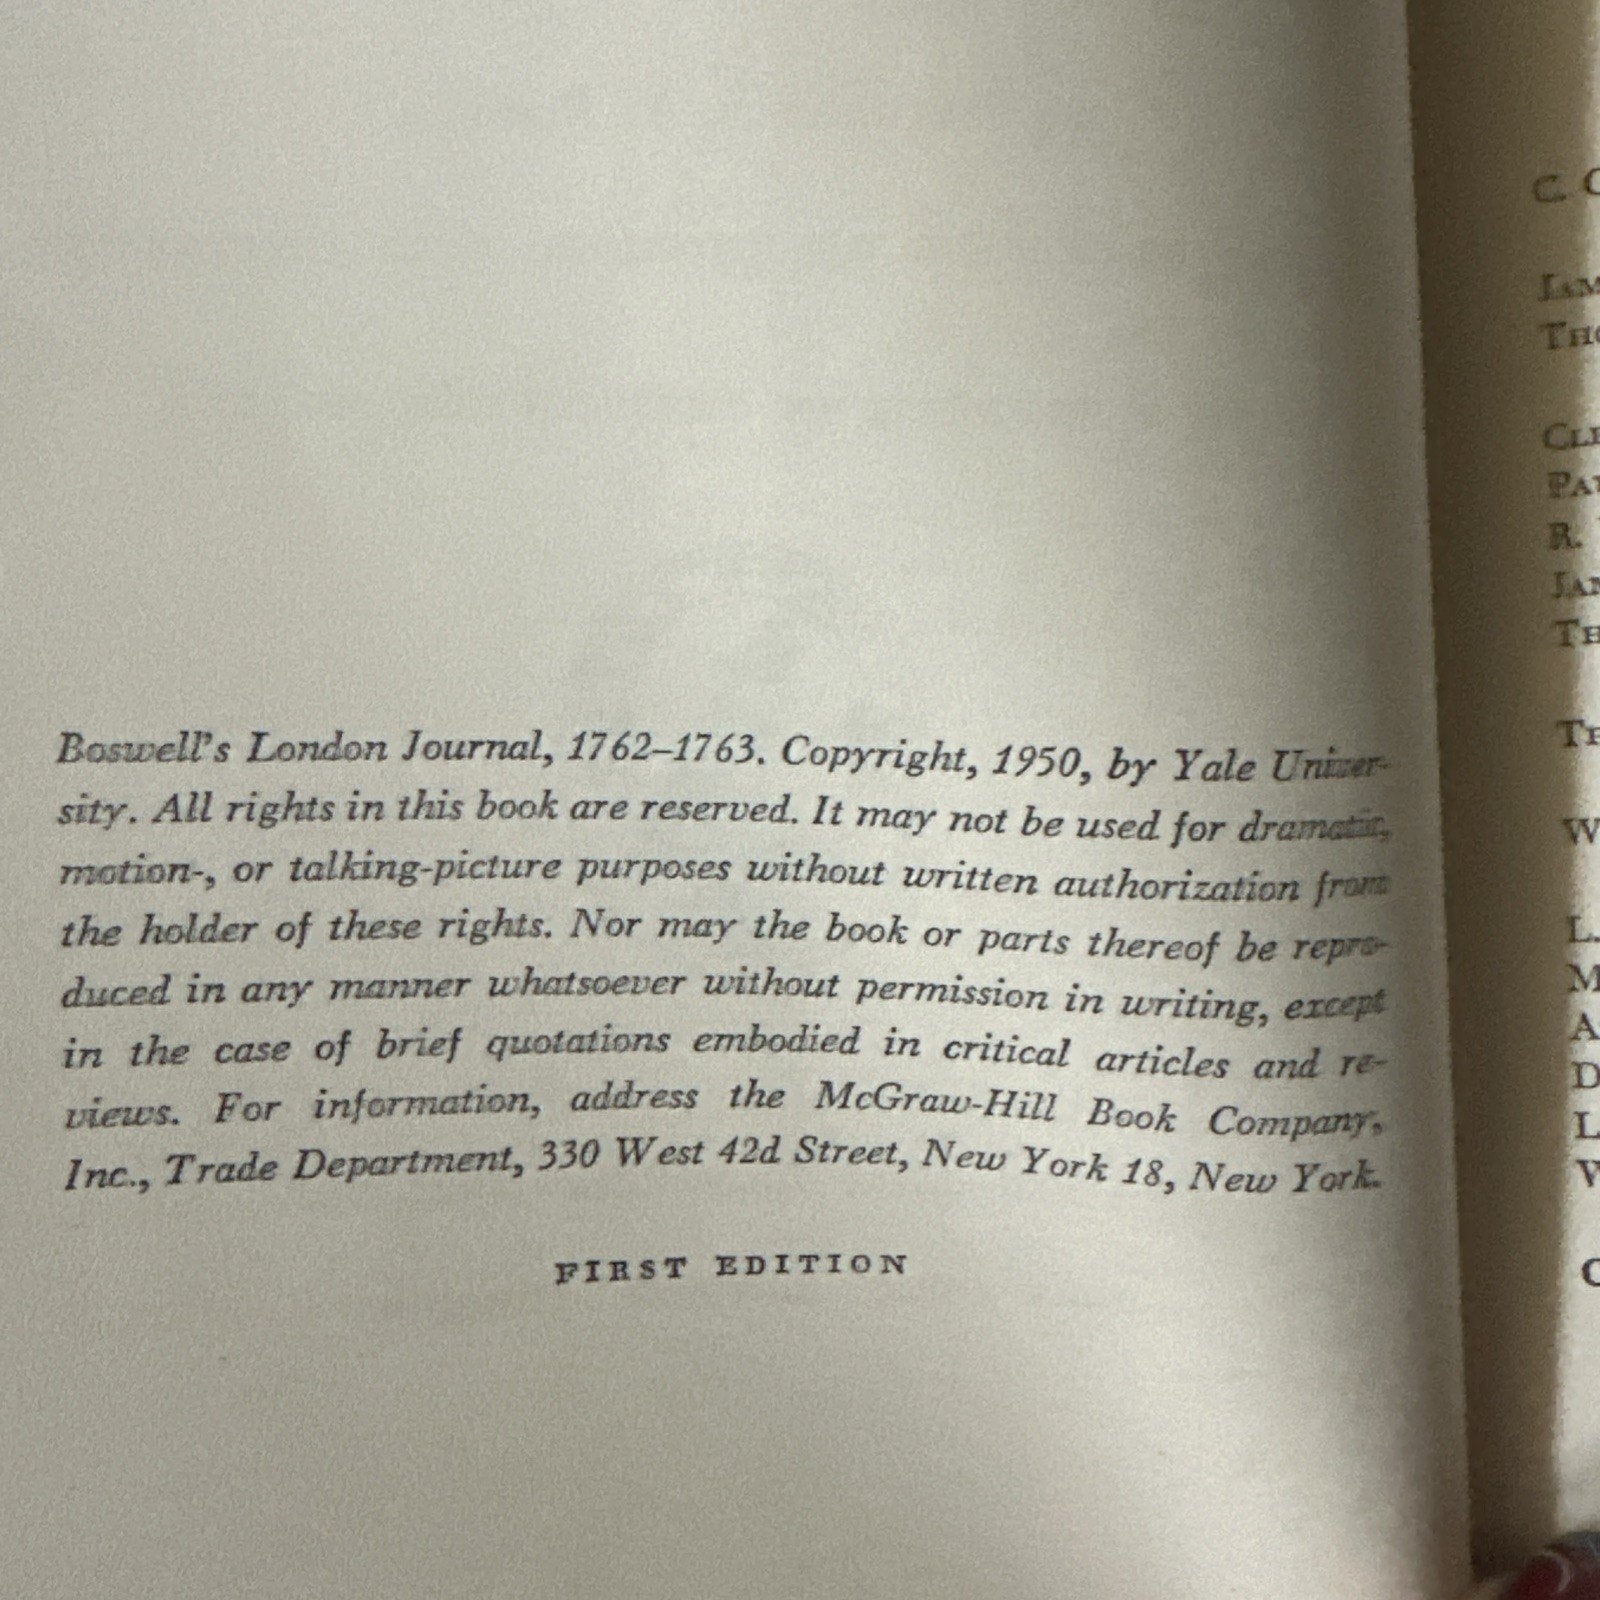 Boswell's London Journal, 1762–1763. Copyright, 1950, by Yale Univer-
sity. All rights in this book are reserved. It may not be used for dramatic,
motion-, or talking-picture purposes without written authorization from
the holder of these rights. Nor may the book or parts thereof be repro-
duced in any manner whatsoever without permission in writing, except
in the case of brief quotations embodied in critical articles and re-
views. For information, address the McGraw-Hill Book Company,
Inc., Trade Department, 330 West 42d Street, New York 18, New York.
FIRST EDITION